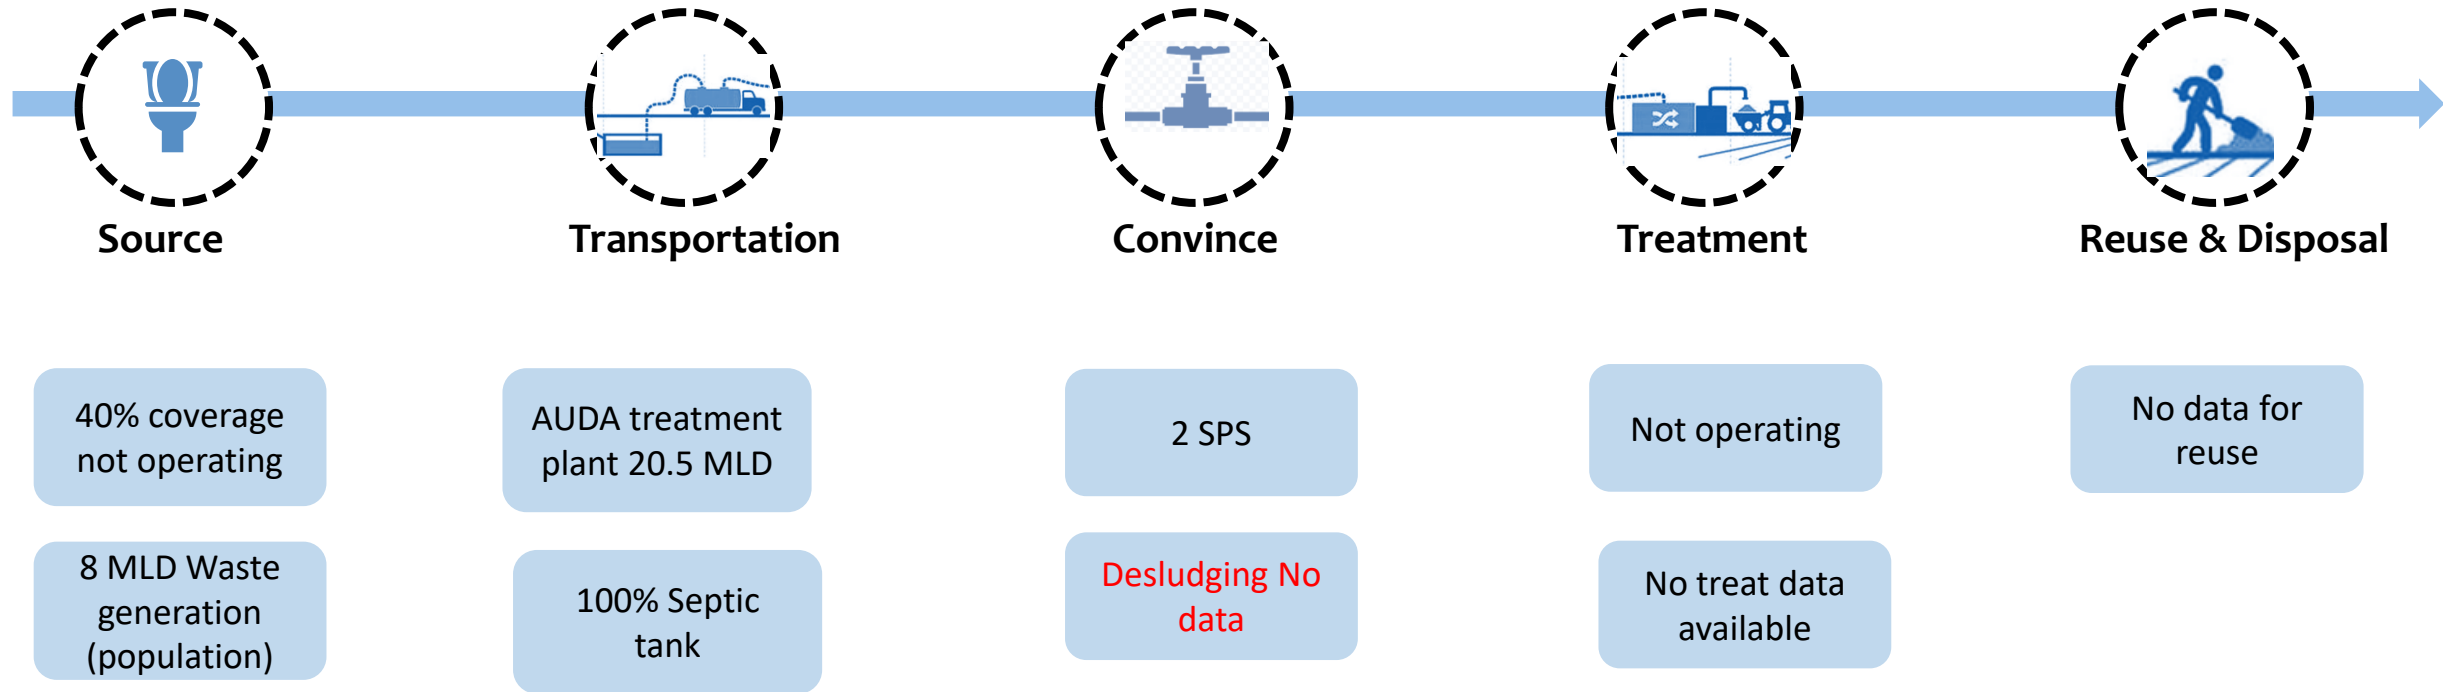 Source
Transportation
Convince
Treatment
Reuse & Disposal
40% coverage
not operating
AUDA treatment
plant 20.5 MLD
2 SPS
Not operating
No data for
reuse
8 MLD Waste
generation
(population)
100% Septic
tank
Desludging No
data
No treat data
available